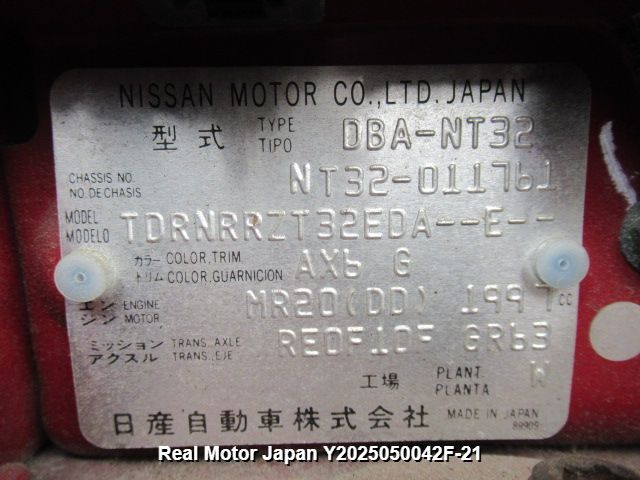 NISSAN MOTOR CO.,LTD.JAPAN
型式 TYPE TIPO DBA-NT32
CHASSIS NO. NO.DE CHASIS NT32-011761
MODEL MODELO TDRNRRZT32EDA--E--
カラー COLOR,TRIM トリム COLOR,GUARNICION AX6 G
エンジン ENGINE MOTOR MR20(DD) 1997cc
ミッション TRANS.,AXLE アクスル TRANS.,EJE RE0F10F GR63
工場 PLANT PLANTA W
日産自動車株式会社 MADE IN JAPAN
89909
Real Motor Japan Y2025050042F-21